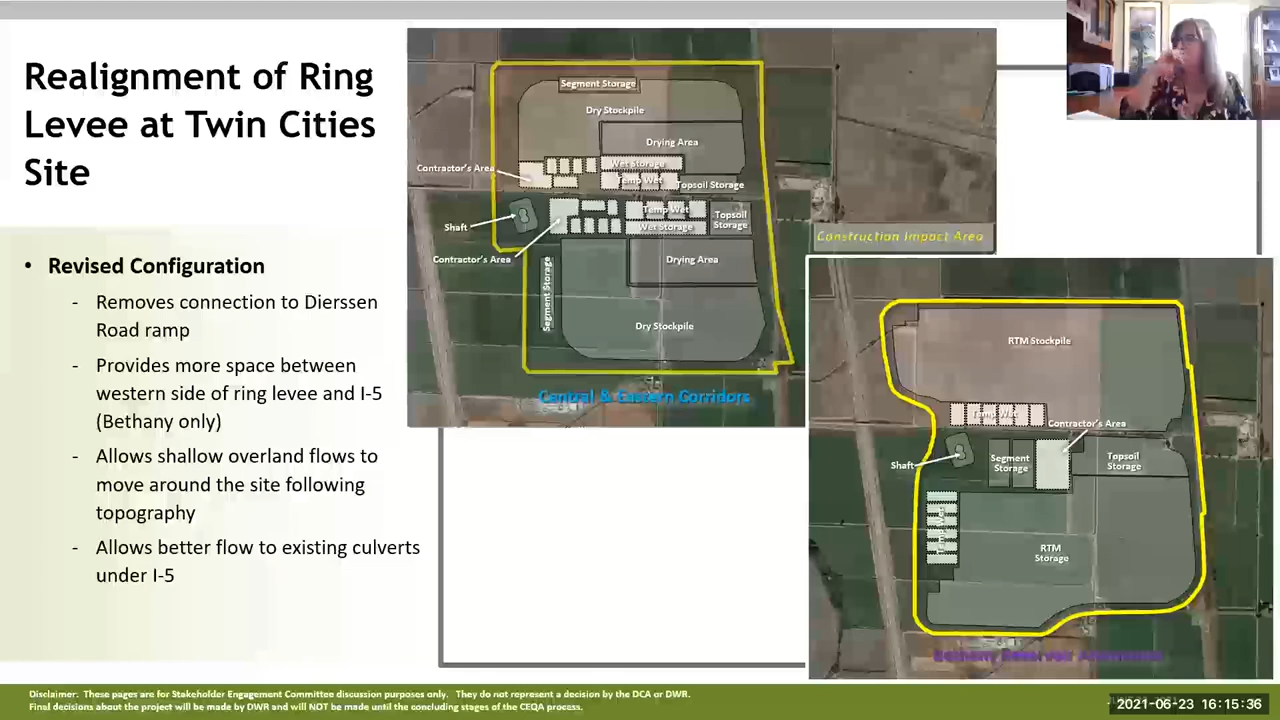 Realignment of Ring
Levee at Twin Cities
Site
• Revised Configuration
- Removes connection to Dierssen
Road ramp
- Provides more space between
western side of ring levee and I-5
(Bethany only)
- Allows shallow overland flows to
move around the site following
topography
- Allows better flow to existing culverts
under I-5
Segment Storage
Dry Stockpile
Drying Area
Contractor's Area
Wet Storage
Temp Wet
Topsoil Storage
Shaft
Temp Wet
Wet Storage
Topsoil
Storage
Contractor's Area
Drying Area
Segment Storage
Dry Stockpile
Central & Eastern Corridors
Construction Impact Area
RTM Stockpile
Temp Wet
Contractor's Area
Shaft
Segment
Storage
Topsoil
Storage
RTM
Storage
Bethany Reservoir Alternative
Disclaimer. These pages are for Stakeholder Engagement Committee discussion purposes only. They do not represent a decision by the DCA or DWR.
Final decisions about the project will be made by DWR and will NOT be made until the concluding stages of the CEQA process.
2021-06-23 16:15:36